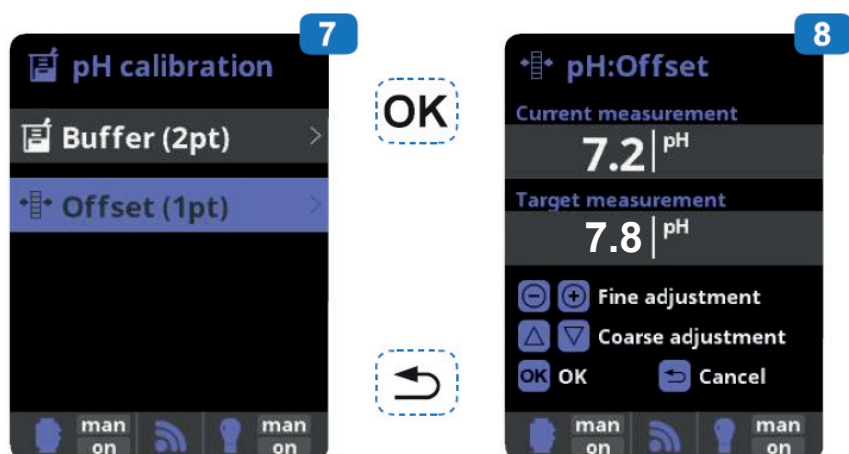 7
pH calibration
Buffer (2pt)
Offset (1pt)
man
on
man
on
OK
8
pH:Offset
Current measurement
7.2 pH
Target measurement
7.8 pH
Fine adjustment
Coarse adjustment
OK OK Cancel
man
on
man
on